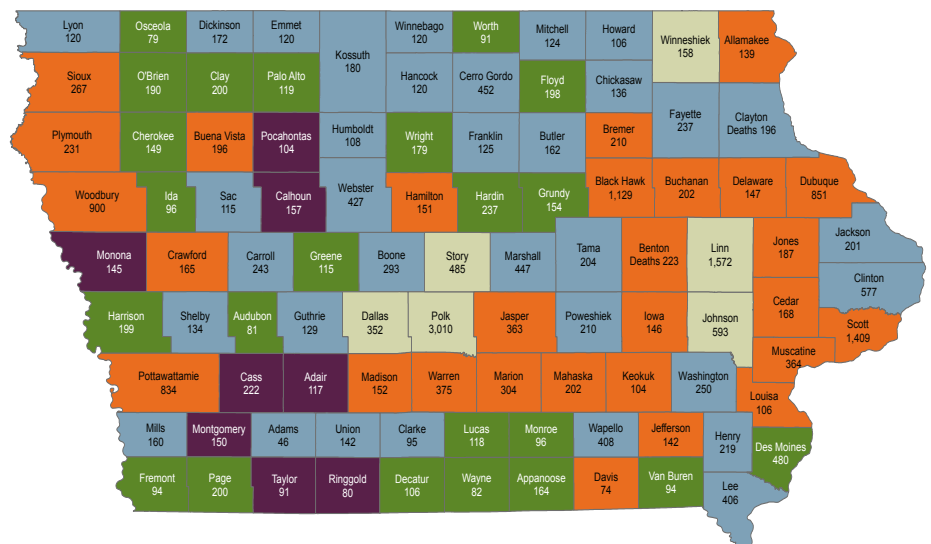 Lyon
120
Osceola
79
Dickinson
172
Emmet
120
Kossuth
180
Winnebago
120
Worth
91
Mitchell
124
Howard
106
Winneshiek
158
Allamakee
139
Sioux
267
O'Brien
190
Clay
200
Palo Alto
119
Hancock
120
Cerro Gordo
452
Floyd
198
Chickasaw
136
Fayette
237
Clayton
Deaths 196
Plymouth
231
Cherokee
149
Buena Vista
196
Pocahontas
104
Humboldt
108
Wright
179
Franklin
125
Butler
162
Bremer
210
Woodbury
900
Ida
96
Sac
115
Calhoun
157
Webster
427
Hamilton
151
Hardin
237
Grundy
154
Black Hawk
1,129
Buchanan
202
Delaware
147
Dubuque
851
Monona
145
Crawford
165
Carroll
243
Greene
115
Boone
293
Story
485
Marshall
447
Tama
204
Benton
Deaths 223
Linn
1,572
Jones
187
Jackson
201
Clinton
577
Harrison
199
Shelby
134
Audubon
81
Guthrie
129
Dallas
352
Polk
3,010
Jasper
363
Poweshiek
210
Iowa
146
Johnson
593
Cedar
168
Scott
1,409
Muscatine
364
Pottawattamie
834
Cass
222
Adair
117
Madison
152
Warren
375
Marion
304
Mahaska
202
Keokuk
104
Washington
250
Louisa
106
Mills
160
Montgomery
150
Adams
46
Union
142
Clarke
95
Lucas
118
Monroe
96
Wapello
408
Jefferson
142
Henry
219
Des Moines
480
Fremont
94
Page
200
Taylor
91
Ringgold
80
Decatur
106
Wayne
82
Appanoose
164
Davis
74
Van Buren
94
Lee
406